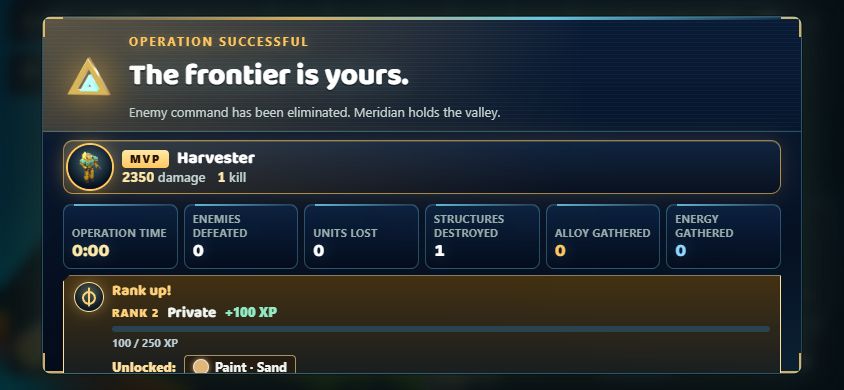 OPERATION SUCCESSFUL
The frontier is yours.
Enemy command has been eliminated. Meridian holds the valley.
MVP Harvester
2350 damage 1 kill
OPERATION TIME
0:00
ENEMIES
DEFEATED
0
UNITS LOST
0
STRUCTURES
DESTROYED
1
ALLOY GATHERED
0
ENERGY
GATHERED
0
Rank up!
RANK 2 Private +100 XP
100 / 250 XP
Unlocked: Paint · Sand